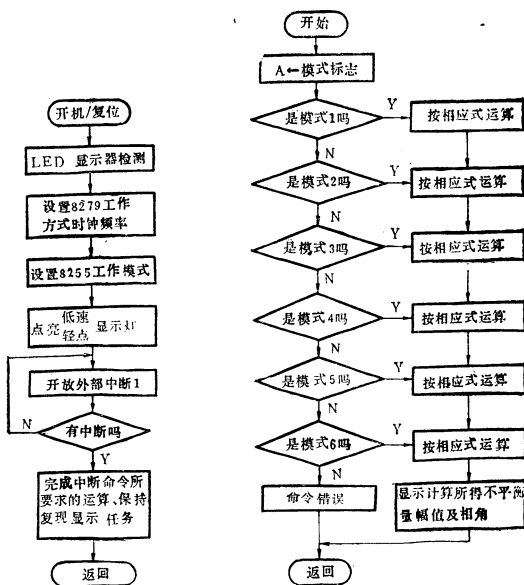 开机/复位
LED 显示器检测
设置8279工作
方式时钟频率
设置8255工作模式
低速
点亮 显示灯
轻点
开放外部中断1
N
有中断吗
Y
完成中断命令所
要求的运算、保持
复现显示 任务
返回
开始
A←模式标志
是模式1吗
Y
按相应式运算
N
是模式2吗
Y
按相应式运算
N
是模式3吗
Y
按相应式运算
N
是模式4吗
Y
按相应式运算
N
是模式5吗
Y
按相应式运算
N
是模式6吗
Y
按相应式运算
N
命令错误
显示计算所得不平衡
量幅值及相角
返回